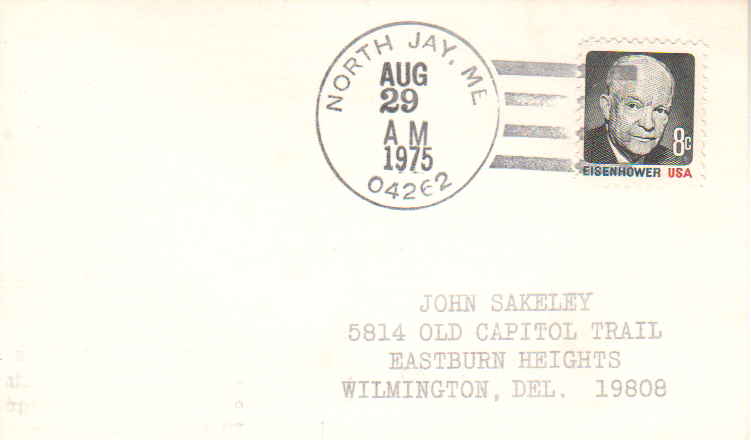 NORTH JAY, ME
AUG
29
AM
1975
04262
8c
EISENHOWER USA
JOHN SAKELEY
5814 OLD CAPITOL TRAIL
EASTBURN HEIGHTS
WILMINGTON, DEL. 19808